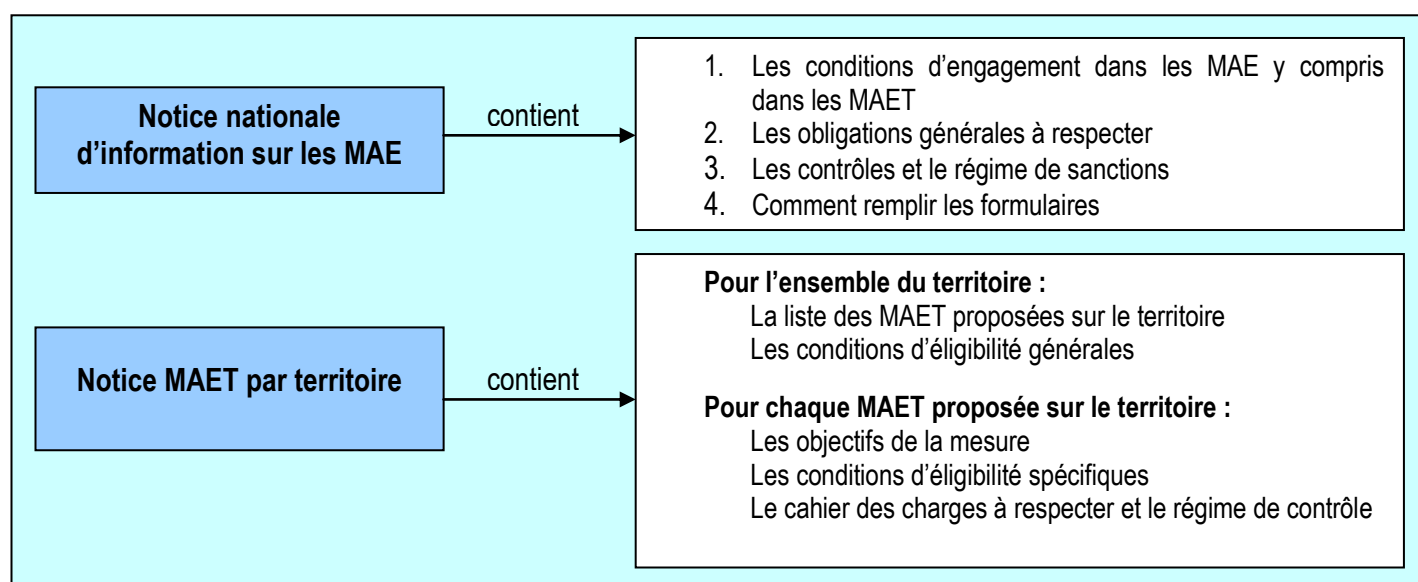 Notice nationale
d’information sur les MAE
contient
1. Les conditions d’engagement dans les MAE y compris
dans les MAET
2. Les obligations générales à respecter
3. Les contrôles et le régime de sanctions
4. Comment remplir les formulaires
Notice MAET par territoire
contient
Pour l’ensemble du territoire :
La liste des MAET proposées sur le territoire
Les conditions d’éligibilité générales
Pour chaque MAET proposée sur le territoire :
Les objectifs de la mesure
Les conditions d’éligibilité spécifiques
Le cahier des charges à respecter et le régime de contrôle